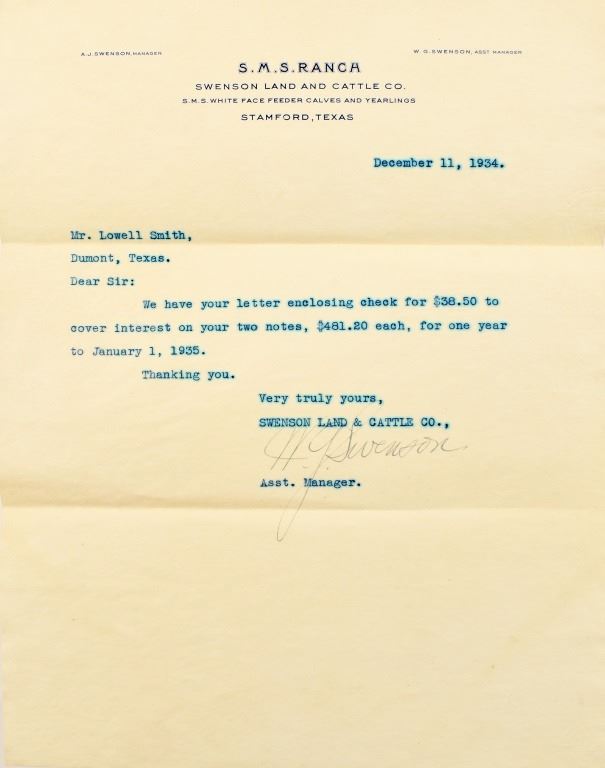 A.J. SWENSON, MANAGER
W. G. SWENSON, ASST MANAGER
S.M.S. RANCH
SWENSON LAND AND CATTLE CO.
S.M.S. WHITE FACE FEEDER CALVES AND YEARLINGS
STAMFORD, TEXAS
December 11, 1934.
Mr. Lowell Smith,
Dumont, Texas.
Dear Sir:
We have your letter enclosing check for $38.50 to
cover interest on your two notes, $481.20 each, for one year
to January 1, 1935.
Thanking you.
Very truly yours,
SWENSON LAND & CATTLE CO.,
W. G. Swenson
Asst. Manager.